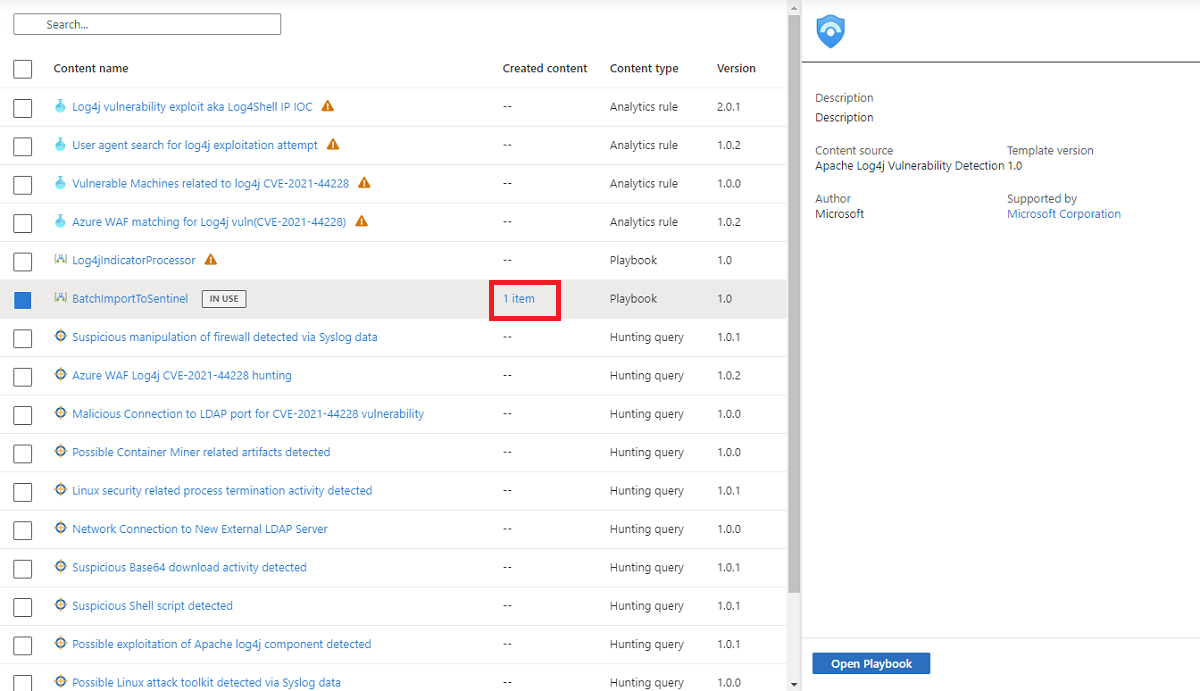 Search...
Content name Created content Content type Version
Log4j vulnerability exploit aka Log4Shell IP IOC -- Analytics rule 2.0.1
User agent search for log4j exploitation attempt -- Analytics rule 1.0.2
Vulnerable Machines related to log4j CVE-2021-44228 -- Analytics rule 1.0.0
Azure WAF matching for Log4j vuln(CVE-2021-44228) -- Analytics rule 1.0.2
Log4jIndicatorProcessor -- Playbook 1.0
BatchImportToSentinel IN USE 1 item Playbook 1.0
Suspicious manipulation of firewall detected via Syslog data -- Hunting query 1.0.1
Azure WAF Log4j CVE-2021-44228 hunting -- Hunting query 1.0.2
Malicious Connection to LDAP port for CVE-2021-44228 vulnerability -- Hunting query 1.0.0
Possible Container Miner related artifacts detected -- Hunting query 1.0.0
Linux security related process termination activity detected -- Hunting query 1.0.1
Network Connection to New External LDAP Server -- Hunting query 1.0.0
Suspicious Base64 download activity detected -- Hunting query 1.0.1
Suspicious Shell script detected -- Hunting query 1.0.1
Possible exploitation of Apache log4j component detected -- Hunting query 1.0.1
Possible Linux attack toolkit detected via Syslog data -- Hunting query 1.0.0
Description
Description
Content source Template version
Apache Log4j Vulnerability Detection 1.0
Author Supported by
Microsoft Microsoft Corporation
Open Playbook